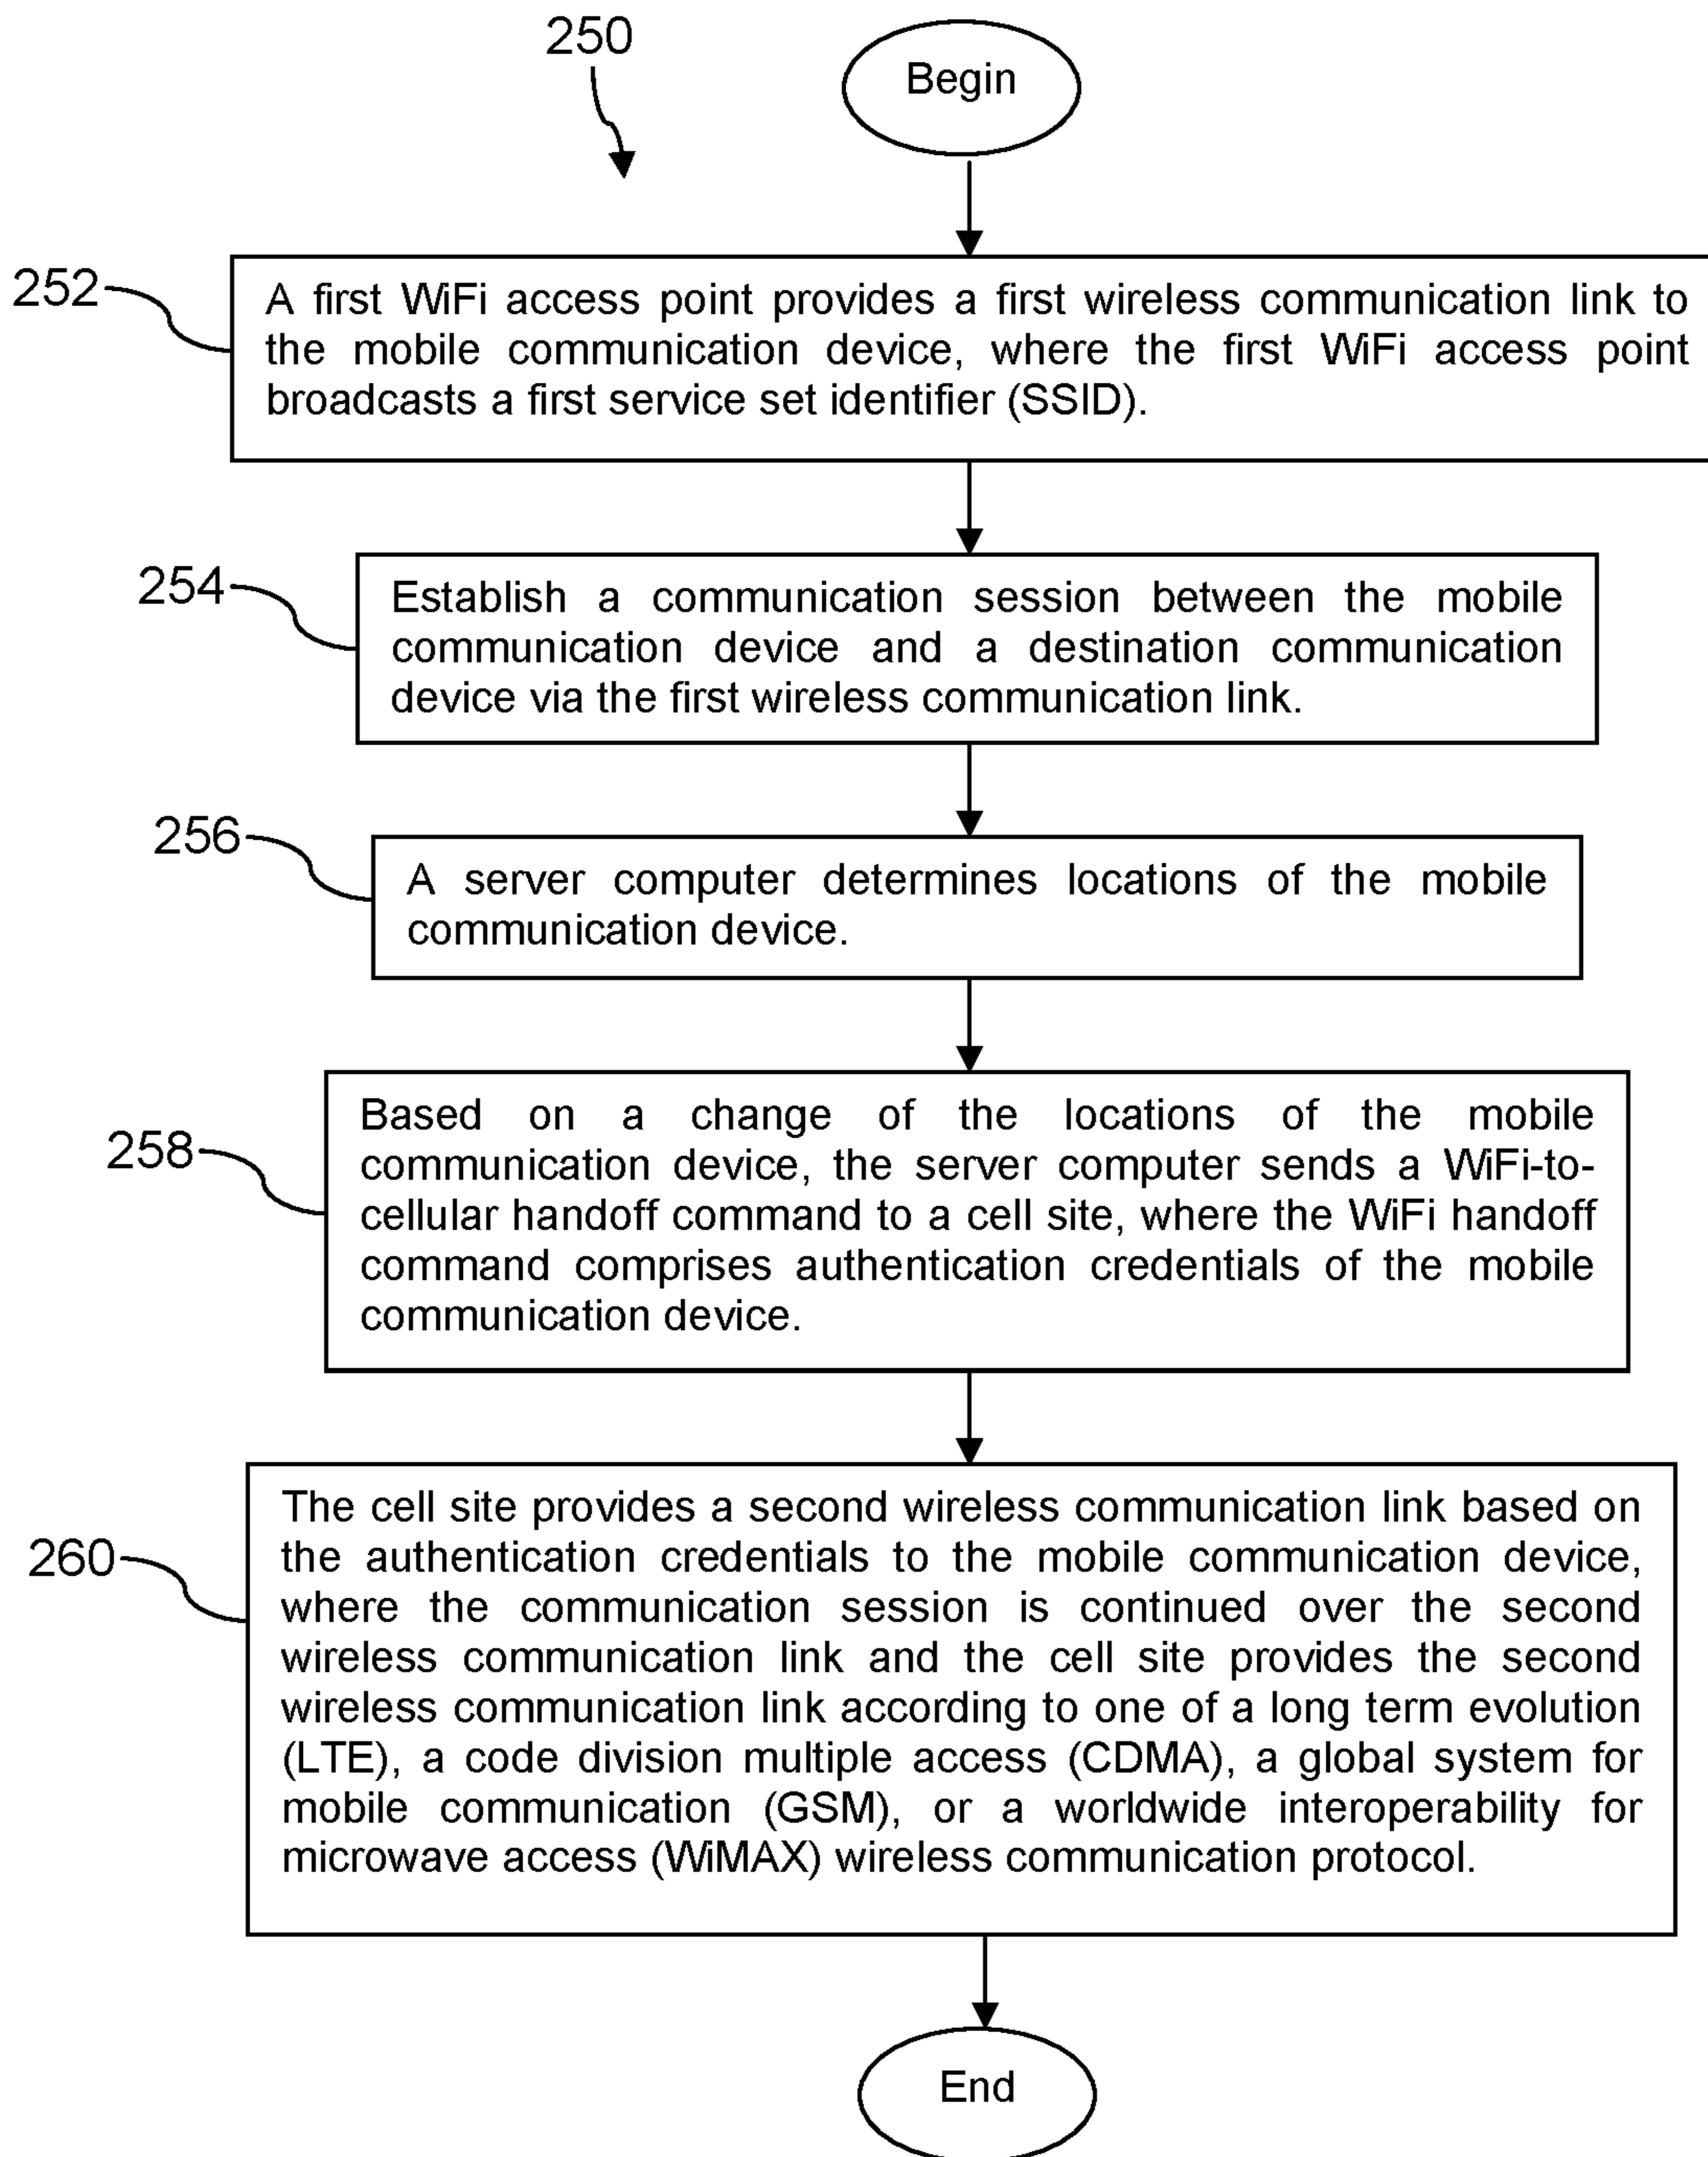 250
Begin
252
A first WiFi access point provides a first wireless communication link to
the mobile communication device, where the first WiFi access point
broadcasts a first service set identifier (SSID).
254
Establish a communication session between the mobile
communication device and a destination communication
device via the first wireless communication link.
256
A server computer determines locations of the mobile
communication device.
258
Based on a change of the locations of the mobile
communication device, the server computer sends a WiFi-to-
cellular handoff command to a cell site, where the WiFi handoff
command comprises authentication credentials of the mobile
communication device.
260
The cell site provides a second wireless communication link based on
the authentication credentials to the mobile communication device,
where the communication session is continued over the second
wireless communication link and the cell site provides the second
wireless communication link according to one of a long term evolution
(LTE), a code division multiple access (CDMA), a global system for
mobile communication (GSM), or a worldwide interoperability for
microwave access (WiMAX) wireless communication protocol.
End